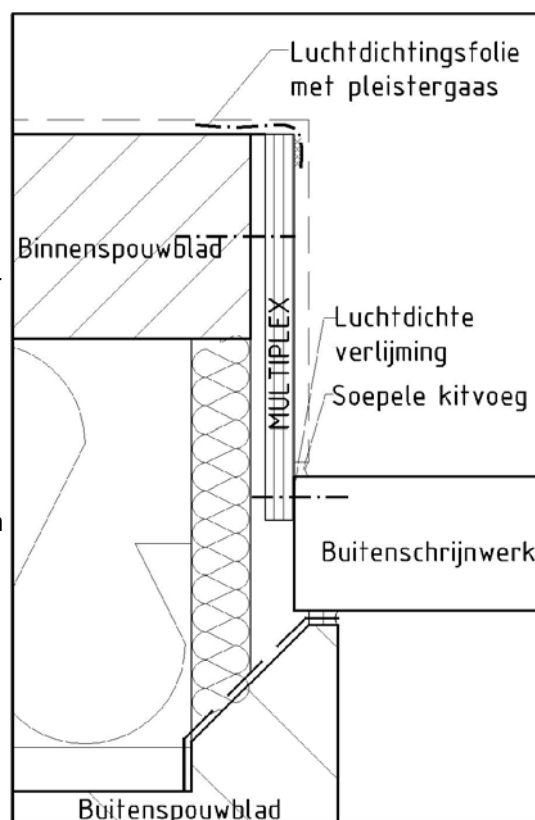 Luchtdichtingsfolie
met pleistergaas
Binnenspouwblad
MULTIPLEX
Luchtdichte
verlijming
Soepele kitvoeg
Buitenschrijnwerk
Buitenspouwblad